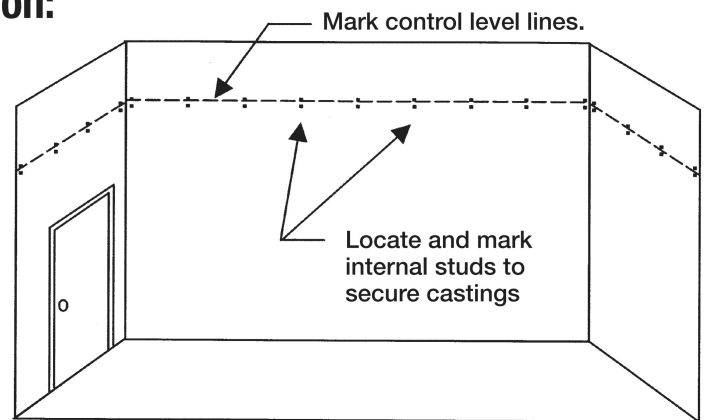 on:
Mark control level lines.
Locate and mark
internal studs to
secure castings